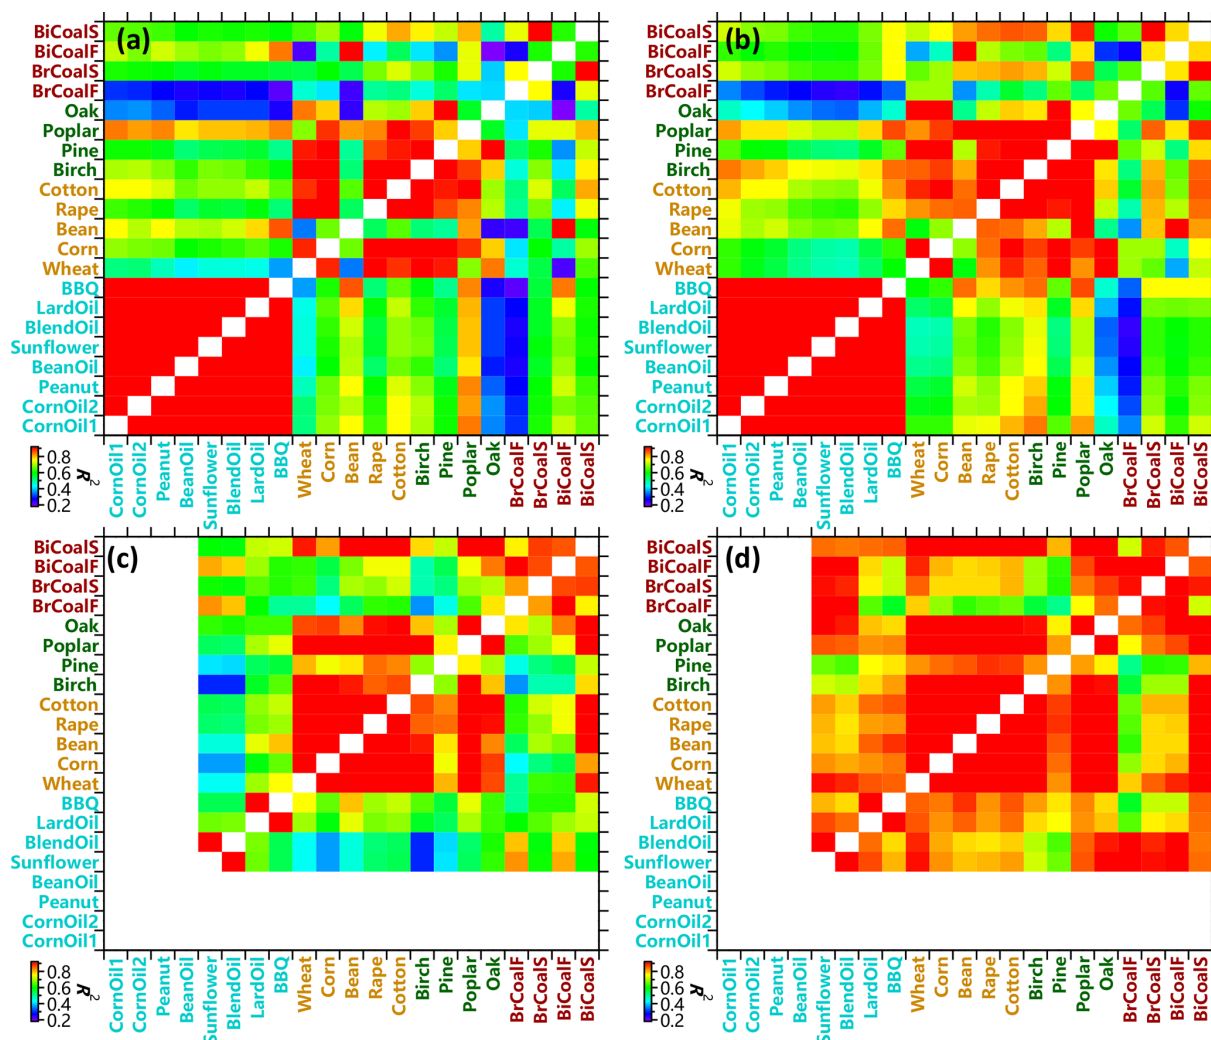 (a)
BiCoalS
BiCoalF
BrCoalS
BrCoalF
Oak
Poplar
Pine
Birch
Cotton
Rape
Bean
Corn
Wheat
BBQ
LardOil
BlendOil
Sunflower
BeanOil
Peanut
CornOil2
CornOil1
0.8
0.6
0.4
0.2
R²
CornOil1
CornOil2
Peanut
BeanOil
Sunflower
BlendOil
LardOil
BBQ
Wheat
Corn
Bean
Rape
Cotton
Birch
Pine
Poplar
Oak
BrCoalF
BrCoalS
BiCoalF
BiCoalS
(b)
BiCoalS
BiCoalF
BrCoalS
BrCoalF
Oak
Poplar
Pine
Birch
Cotton
Rape
Bean
Corn
Wheat
BBQ
LardOil
BlendOil
Sunflower
BeanOil
Peanut
CornOil2
CornOil1
0.8
0.6
0.4
0.2
R²
CornOil1
CornOil2
Peanut
BeanOil
Sunflower
BlendOil
LardOil
BBQ
Wheat
Corn
Bean
Rape
Cotton
Birch
Pine
Poplar
Oak
BrCoalF
BrCoalS
BiCoalF
BiCoalS
(c)
BiCoalS
BiCoalF
BrCoalS
BrCoalF
Oak
Poplar
Pine
Birch
Cotton
Rape
Bean
Corn
Wheat
BBQ
LardOil
BlendOil
Sunflower
BeanOil
Peanut
CornOil2
CornOil1
0.8
0.6
0.4
0.2
R²
CornOil1
CornOil2
Peanut
BeanOil
Sunflower
BlendOil
LardOil
BBQ
Wheat
Corn
Bean
Rape
Cotton
Birch
Pine
Poplar
Oak
BrCoalF
BrCoalS
BiCoalF
BiCoalS
(d)
BiCoalS
BiCoalF
BrCoalS
BrCoalF
Oak
Poplar
Pine
Birch
Cotton
Rape
Bean
Corn
Wheat
BBQ
LardOil
BlendOil
Sunflower
BeanOil
Peanut
CornOil2
CornOil1
0.8
0.6
0.4
0.2
R²
CornOil1
CornOil2
Peanut
BeanOil
Sunflower
BlendOil
LardOil
BBQ
Wheat
Corn
Bean
Rape
Cotton
Birch
Pine
Poplar
Oak
BrCoalF
BrCoalS
BiCoalF
BiCoalS